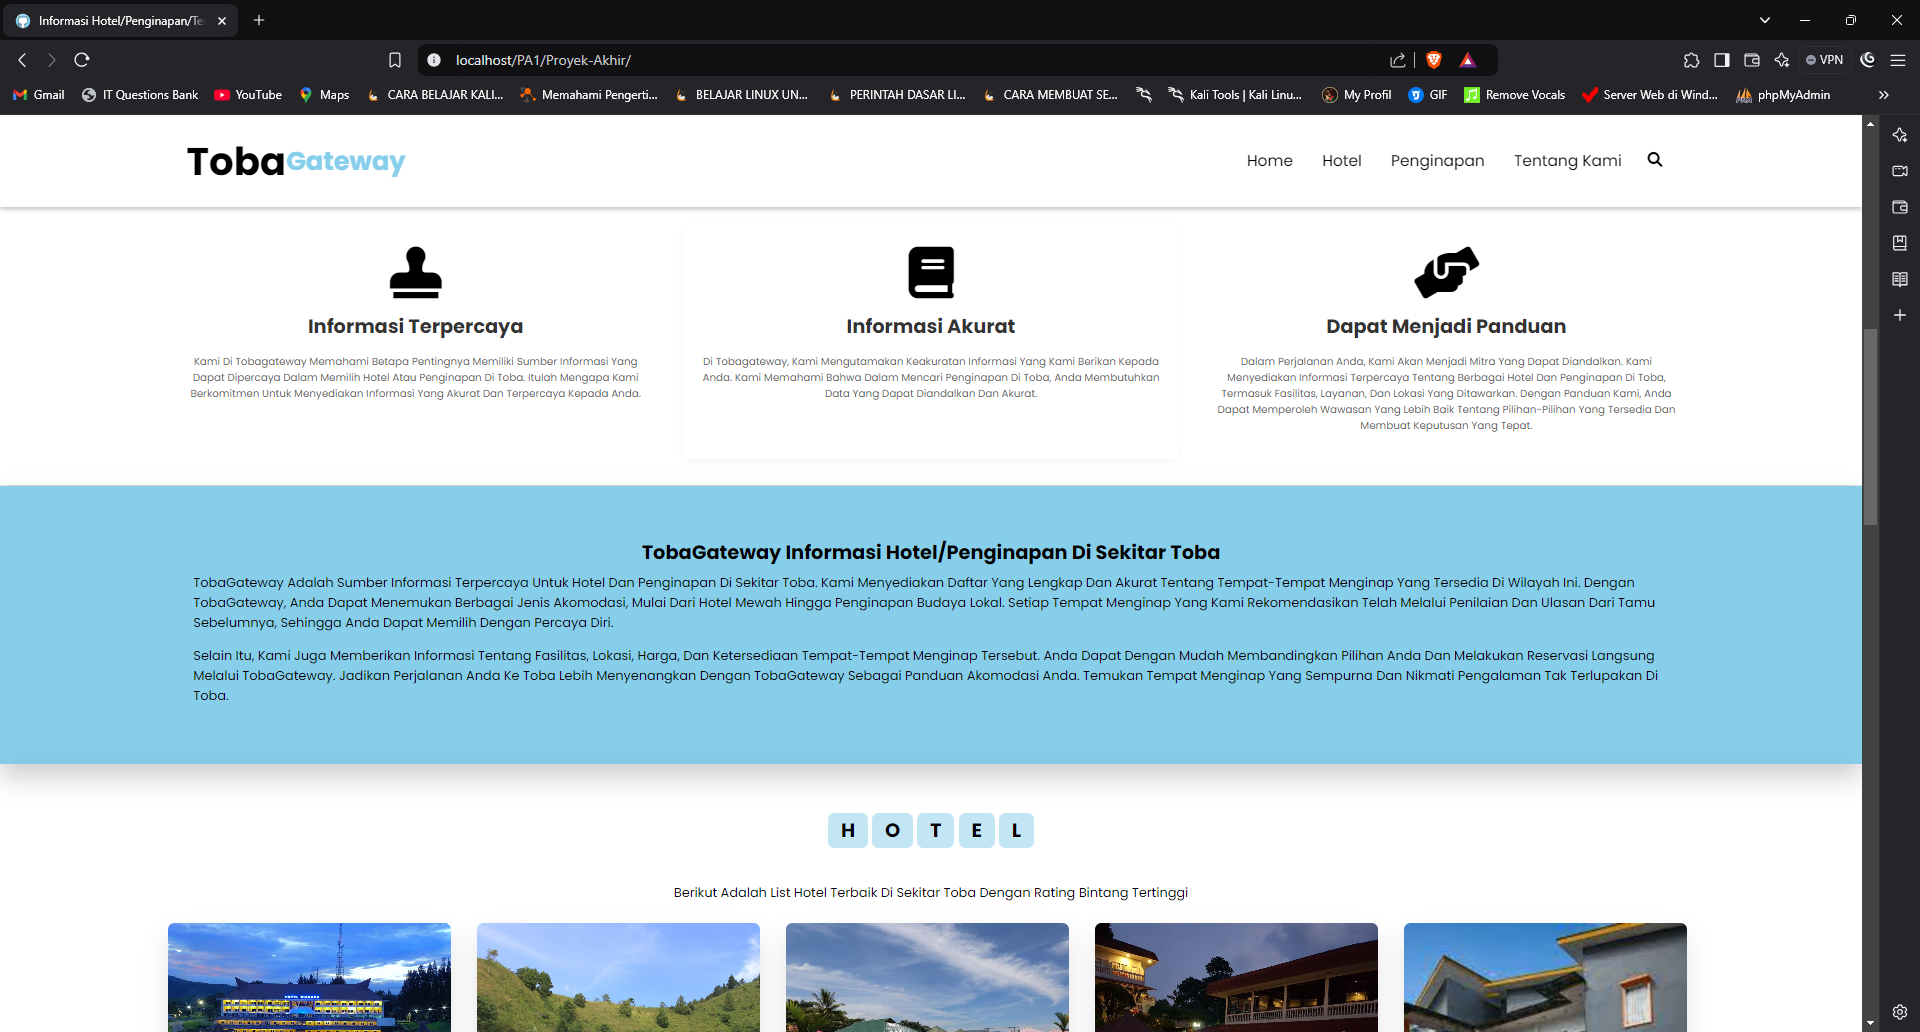 Informasi Hotel/Penginapan/Te
localhost/PA1/Proyek-Akhir/
VPN
Gmail
IT Questions Bank
YouTube
Maps
CARA BELAJAR KALI...
Memahami Pengerti...
BELAJAR LINUX UN...
PERINTAH DASAR LI...
CARA MEMBUAT SE...
Kali Tools | Kali Linu...
My Profil
GIF
Remove Vocals
Server Web di Wind...
phpMyAdmin
TobaGateway
Home
Hotel
Penginapan
Tentang Kami
Informasi Terpercaya
Kami Di Tobagateway Memahami Betapa Pentingnya Memiliki Sumber Informasi Yang
Dapat Dipercaya Dalam Memilih Hotel Atau Penginapan Di Toba. Itulah Mengapa Kami
Berkomitmen Untuk Menyediakan Informasi Yang Akurat Dan Terpercaya Kepada Anda.
Informasi Akurat
Di Tobagateway, Kami Mengutamakan Keakuratan Informasi Yang Kami Berikan Kepada
Anda. Kami Memahami Bahwa Dalam Mencari Penginapan Di Toba, Anda Membutuhkan
Data Yang Dapat Diandalkan Dan Akurat.
Dapat Menjadi Panduan
Dalam Perjalanan Anda, Kami Akan Menjadi Mitra Yang Dapat Diandalkan. Kami
Menyediakan Informasi Terpercaya Tentang Berbagai Hotel Dan Penginapan Di Toba,
Termasuk Fasilitas, Layanan, Dan Lokasi Yang Ditawarkan. Dengan Panduan Kami, Anda
Dapat Memperoleh Wawasan Yang Lebih Baik Tentang Pilihan-Pilihan Yang Tersedia Dan
Membuat Keputusan Yang Tepat.
TobaGateway Informasi Hotel/Penginapan Di Sekitar Toba
TobaGateway Adalah Sumber Informasi Terpercaya Untuk Hotel Dan Penginapan Di Sekitar Toba. Kami Menyediakan Daftar Yang Lengkap Dan Akurat Tentang Tempat-Tempat Menginap Yang Tersedia Di Wilayah Ini. Dengan
TobaGateway, Anda Dapat Menemukan Berbagai Jenis Akomodasi, Mulai Dari Hotel Mewah Hingga Penginapan Budaya Lokal. Setiap Tempat Menginap Yang Kami Rekomendasikan Telah Melalui Penilaian Dan Ulasan Dari Tamu
Sebelumnya, Sehingga Anda Dapat Memilih Dengan Percaya Diri.
Selain Itu, Kami Juga Memberikan Informasi Tentang Fasilitas, Lokasi, Harga, Dan Ketersediaan Tempat-Tempat Menginap Tersebut. Anda Dapat Dengan Mudah Membandingkan Pilihan Anda Dan Melakukan Reservasi Langsung
Melalui TobaGateway. Jadikan Perjalanan Anda Ke Toba Lebih Menyenangkan Dengan TobaGateway Sebagai Panduan Akomodasi Anda. Temukan Tempat Menginap Yang Sempurna Dan Nikmati Pengalaman Tak Terlupakan Di
Toba.
H O T E L
Berikut Adalah List Hotel Terbaik Di Sekitar Toba Dengan Rating Bintang Tertinggi